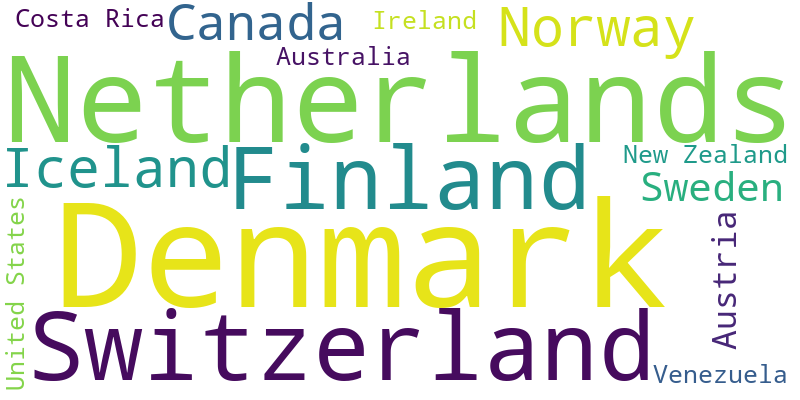 Costa Rica
Canada
Ireland
Norway
Australia
Netherlands
Iceland
Finland
New Zealand
Sweden
United States
Denmark
Austria
Switzerland
Venezuela